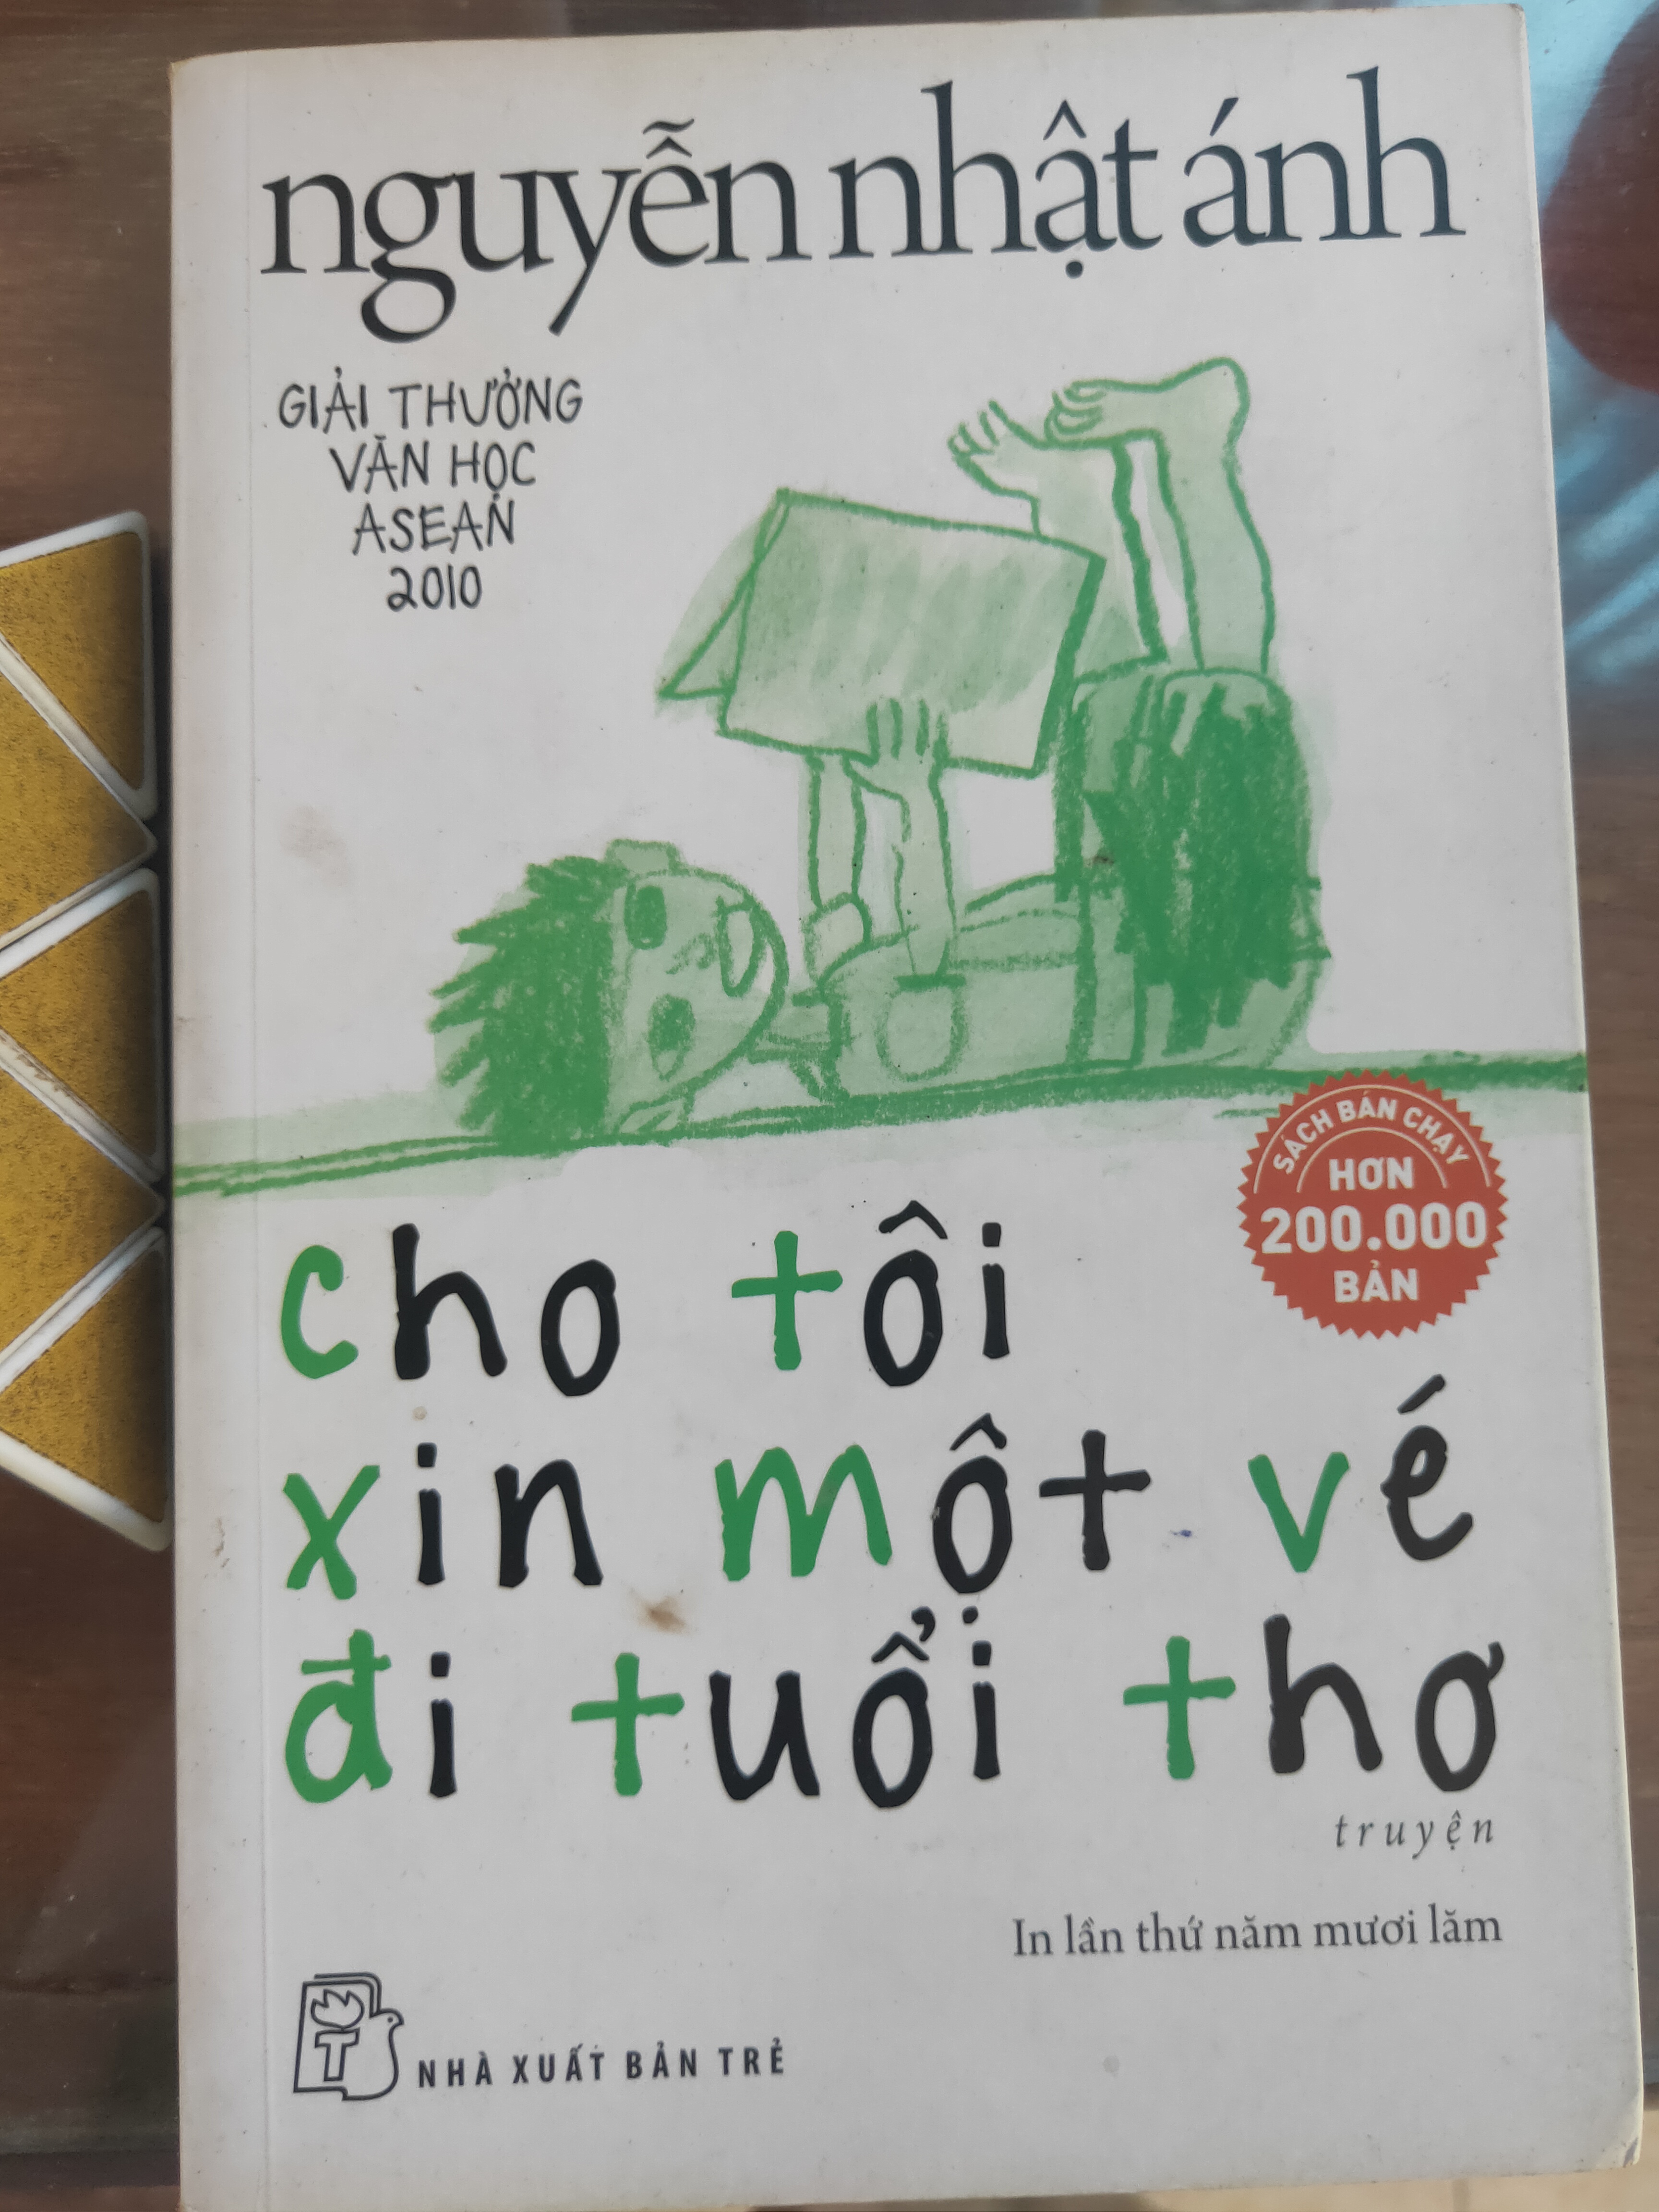 nguyễn nhật ánh
GIẢI THƯỞNG
VĂN HỌC
ASEAN
2010
SÁCH BÁN CHẠY
HƠN
200.000
BẢN
cho tôi
xin một vé
đi tuổi thơ
truyện
In lần thứ năm mươi lăm
T
NHÀ XUẤT BẢN TRẺ